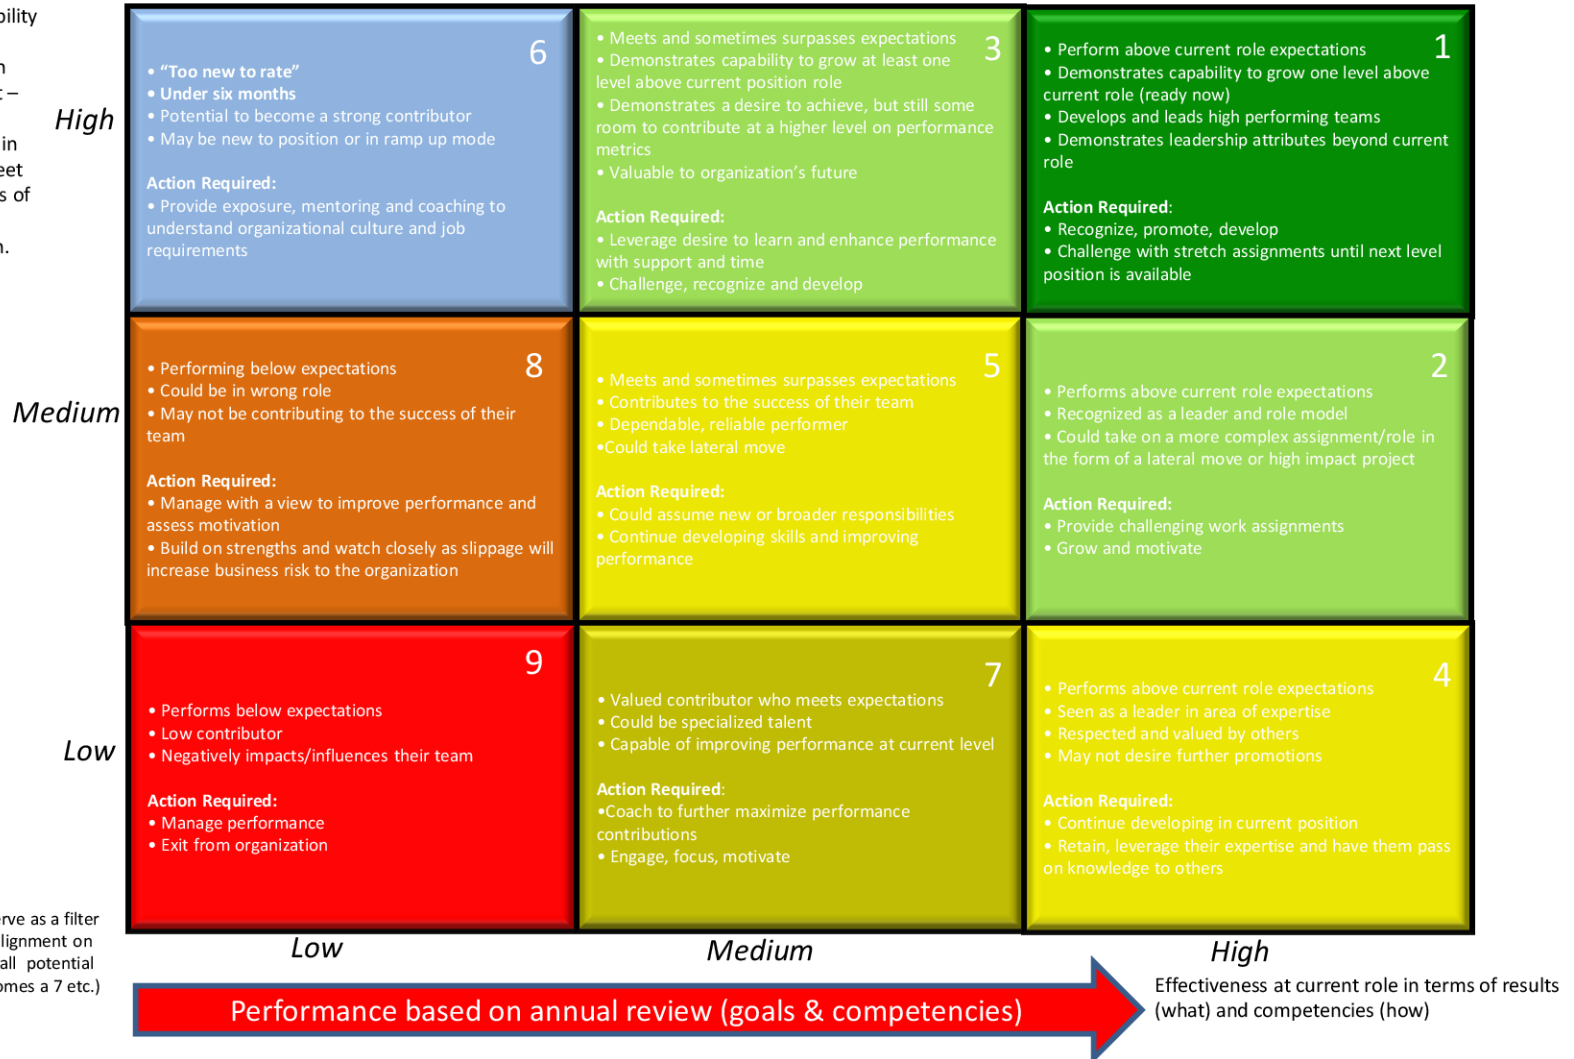 High
6
• “Too new to rate”
• Under six months
• Potential to become a strong contributor
• May be new to position or in ramp up mode
Action Required:
• Provide exposure, mentoring and coaching to
understand organizational culture and job
requirements
3
• Meets and sometimes surpasses expectations
• Demonstrates capability to grow at least one
level above current position role
• Demonstrates a desire to achieve, but still some
room to contribute at a higher level on performance
metrics
• Valuable to organization’s future
Action Required:
• Leverage desire to learn and enhance performance
with support and time
• Challenge, recognize and develop
1
• Perform above current role expectations
• Demonstrates capability to grow one level above
current role (ready now)
• Develops and leads high performing teams
• Demonstrates leadership attributes beyond current
role
Action Required:
• Recognize, promote, develop
• Challenge with stretch assignments until next level
position is available
in
s of
Medium
8
• Performing below expectations
• Could be in wrong role
• May not be contributing to the success of their
team
Action Required:
• Manage with a view to improve performance and
assess motivation
• Build on strengths and watch closely as slippage will
increase business risk to the organization
5
• Meets and sometimes surpasses expectations
• Contributes to the success of their team
• Dependable, reliable performer
•Could take lateral move
Action Required:
• Could assume new or broader responsibilities
• Continue developing skills and improving
performance
2
• Performs above current role expectations
• Recognized as a leader and role model
• Could take on a more complex assignment/role in
the form of a lateral move or high impact project
Action Required:
• Provide challenging work assignments
• Grow and motivate
Low
9
• Performs below expectations
• Low contributor
• Negatively impacts/influences their team
Action Required:
• Manage performance
• Exit from organization
7
• Valued contributor who meets expectations
• Could be specialized talent
• Capable of improving performance at current level
Action Required:
•Coach to further maximize performance
contributions
• Engage, focus, motivate
4
• Performs above current role expectations
• Seen as a leader in area of expertise
• Respected and valued by others
• May not desire further promotions
Action Required:
• Continue developing in current position
• Retain, leverage their expertise and have them pass
on knowledge to others
as a filter
on
potential
a 7 etc.)
Low
Medium
High
Performance based on annual review (goals & competencies)
Effectiveness at current role in terms of results
(what) and competencies (how)